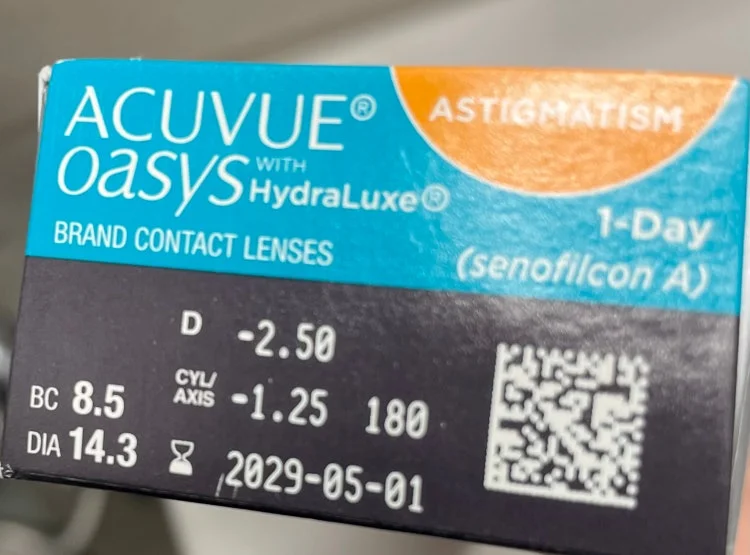 ACUVUE® ASTIGMATISM
OASYS WITH HydraLuxe®
1-Day
BRAND CONTACT LENSES
(senofilcon A)
D -2.50
CYL/AXIS -1.25 180
BC 8.5
DIA 14.3
2029-05-01